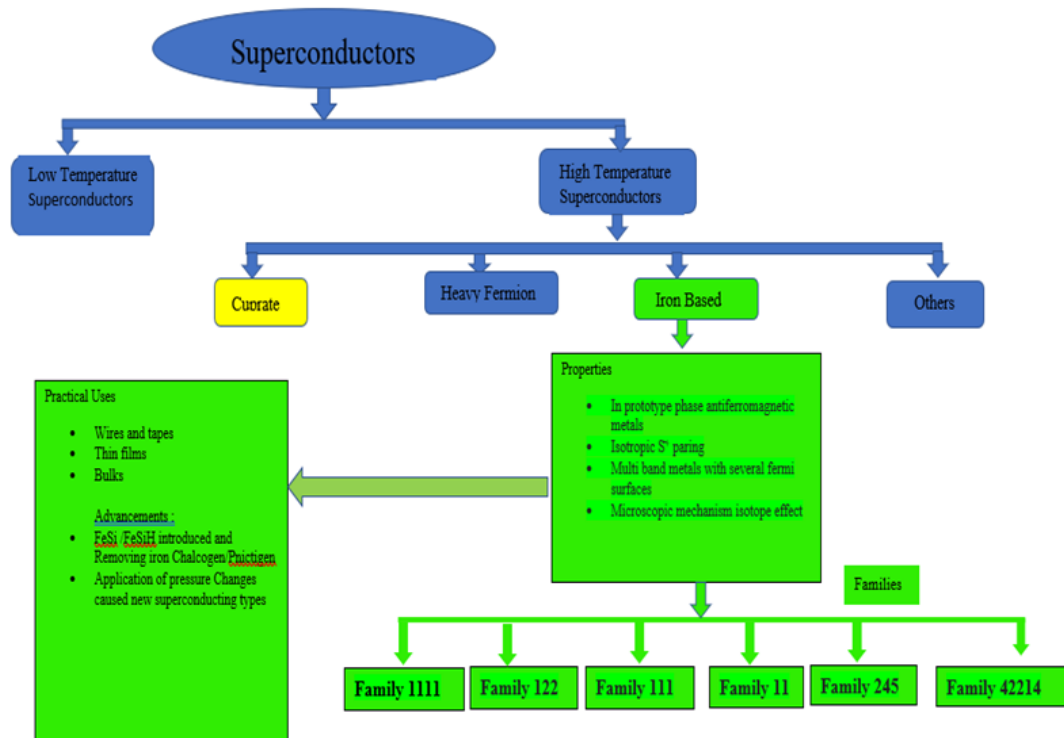 Superconductors
Low Temperature
Superconductors
High Temperature
Superconductors
Cuprate
Heavy Fermion
Iron Based
Others
Practical Uses
• Wires and tapes
• Thin films
• Bulks
Advancements :
• FeSi /FeSiH introduced and
Removing iron Chalcogen/Pnictigen
• Application of pressure Changes
caused new superconducting types
Properties
• In prototype phase antiferromagnetic
metals
• Isotropic paring
• Multi band metals with several fermi
surfaces
• Microscopic mechanism isotope effect
Families
Family 1111
Family 122
Family 111
Family 11
Family 245
Family 42214